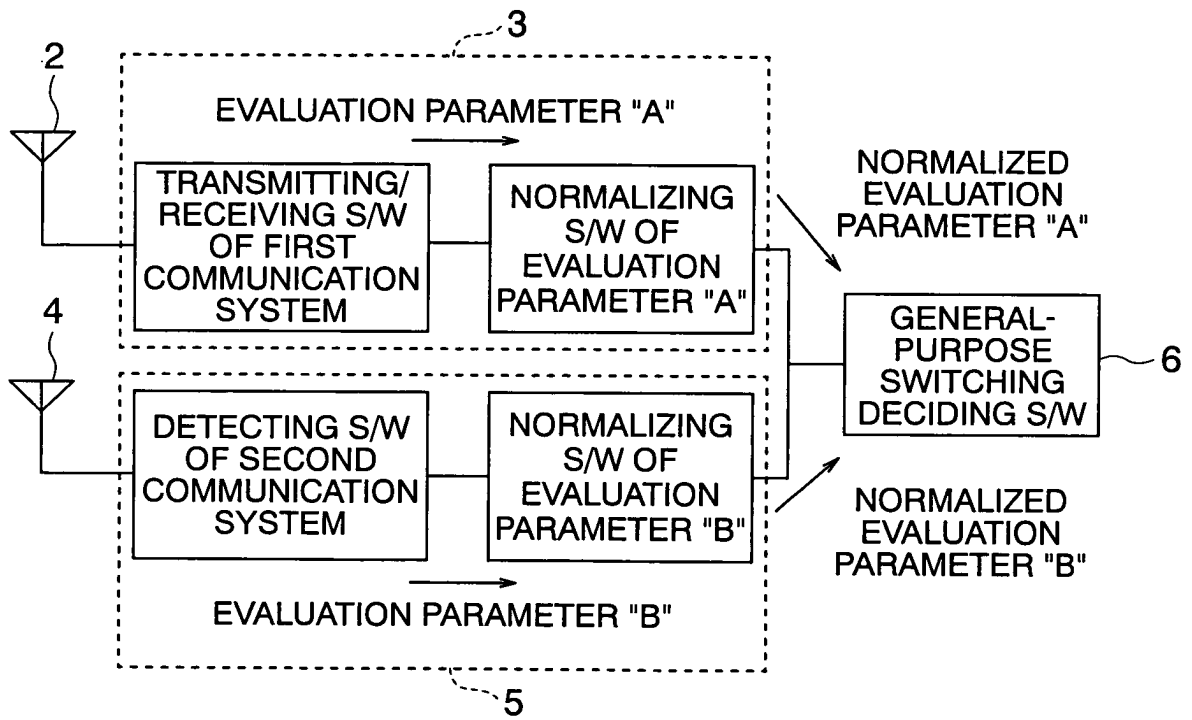 3
2
EVALUATION PARAMETER "A"
TRANSMITTING/
RECEIVING S/W
OF FIRST
COMMUNICATION
SYSTEM
NORMALIZING
S/W OF
EVALUATION
PARAMETER "A"
NORMALIZED
EVALUATION
PARAMETER "A"
4
DETECTING S/W
OF SECOND
COMMUNICATION
SYSTEM
NORMALIZING
S/W OF
EVALUATION
PARAMETER "B"
EVALUATION PARAMETER "B"
5
GENERAL-
PURPOSE
SWITCHING
DECIDING S/W
6
NORMALIZED
EVALUATION
PARAMETER "B"